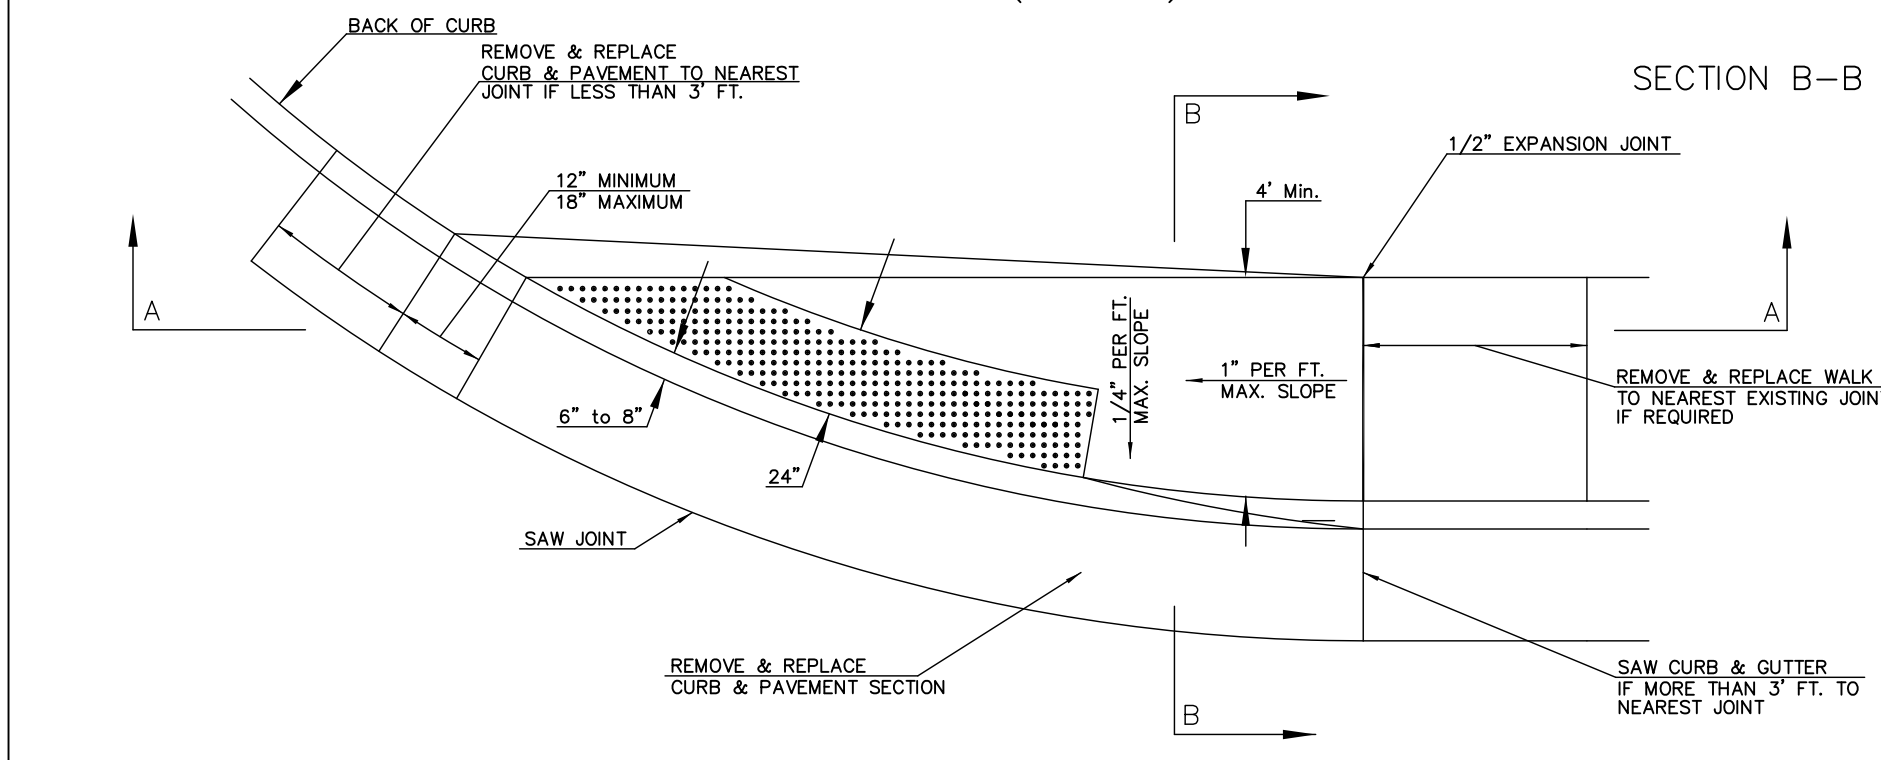 BACK OF CURB
REMOVE & REPLACE
CURB & PAVEMENT TO NEAREST
JOINT IF LESS THAN 3' FT.
SECTION B-B
B
1/2" EXPANSION JOINT
12" MINIMUM
18" MAXIMUM
4' Min.
A
A
1/4" PER FT.
MAX. SLOPE
1" PER FT.
MAX. SLOPE
REMOVE & REPLACE WALK
TO NEAREST EXISTING JOIN
IF REQUIRED
6" to 8"
24"
SAW JOINT
REMOVE & REPLACE
CURB & PAVEMENT SECTION
SAW CURB & GUTTER
IF MORE THAN 3' FT. TO
NEAREST JOINT
B